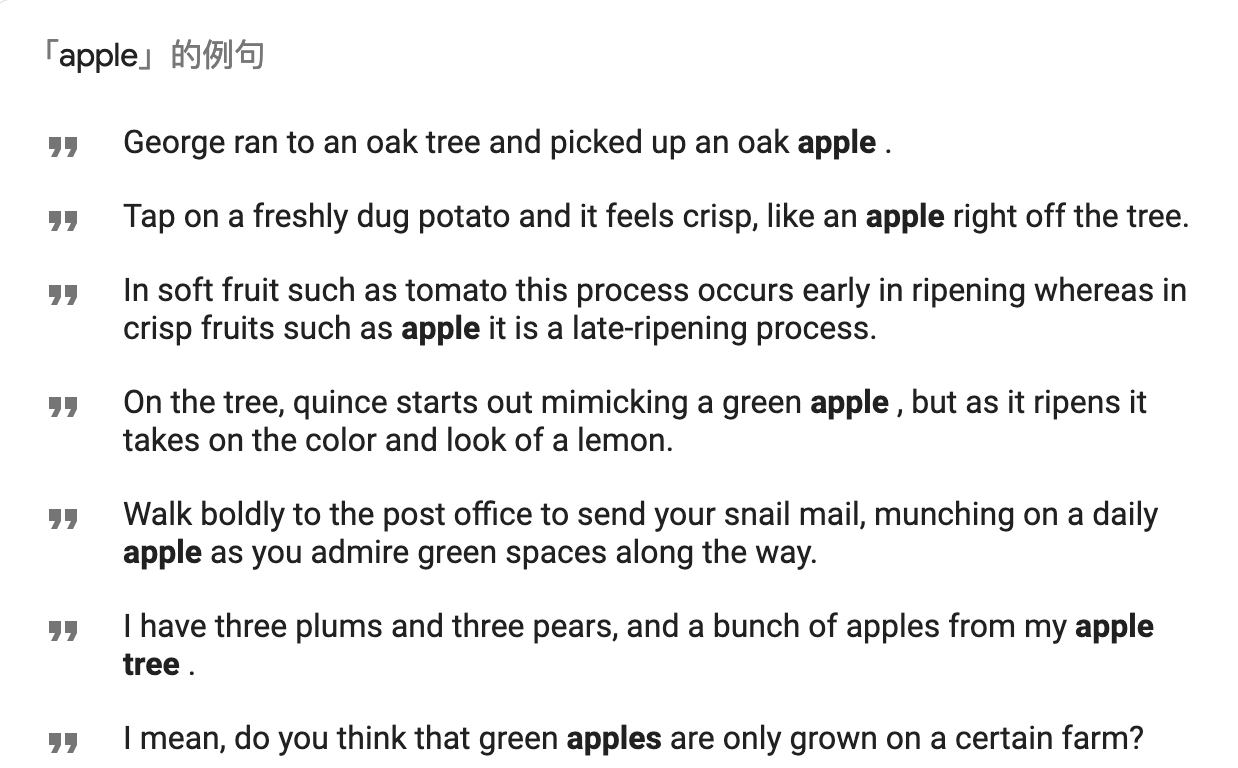 「apple」的例句
George ran to an oak tree and picked up an oak apple .
Tap on a freshly dug potato and it feels crisp, like an apple right off the tree.
In soft fruit such as tomato this process occurs early in ripening whereas in
crisp fruits such as apple it is a late-ripening process.
On the tree, quince starts out mimicking a green apple , but as it ripens it
takes on the color and look of a lemon.
Walk boldly to the post office to send your snail mail, munching on a daily
apple as you admire green spaces along the way.
I have three plums and three pears, and a bunch of apples from my apple
tree .
I mean, do you think that green apples are only grown on a certain farm?